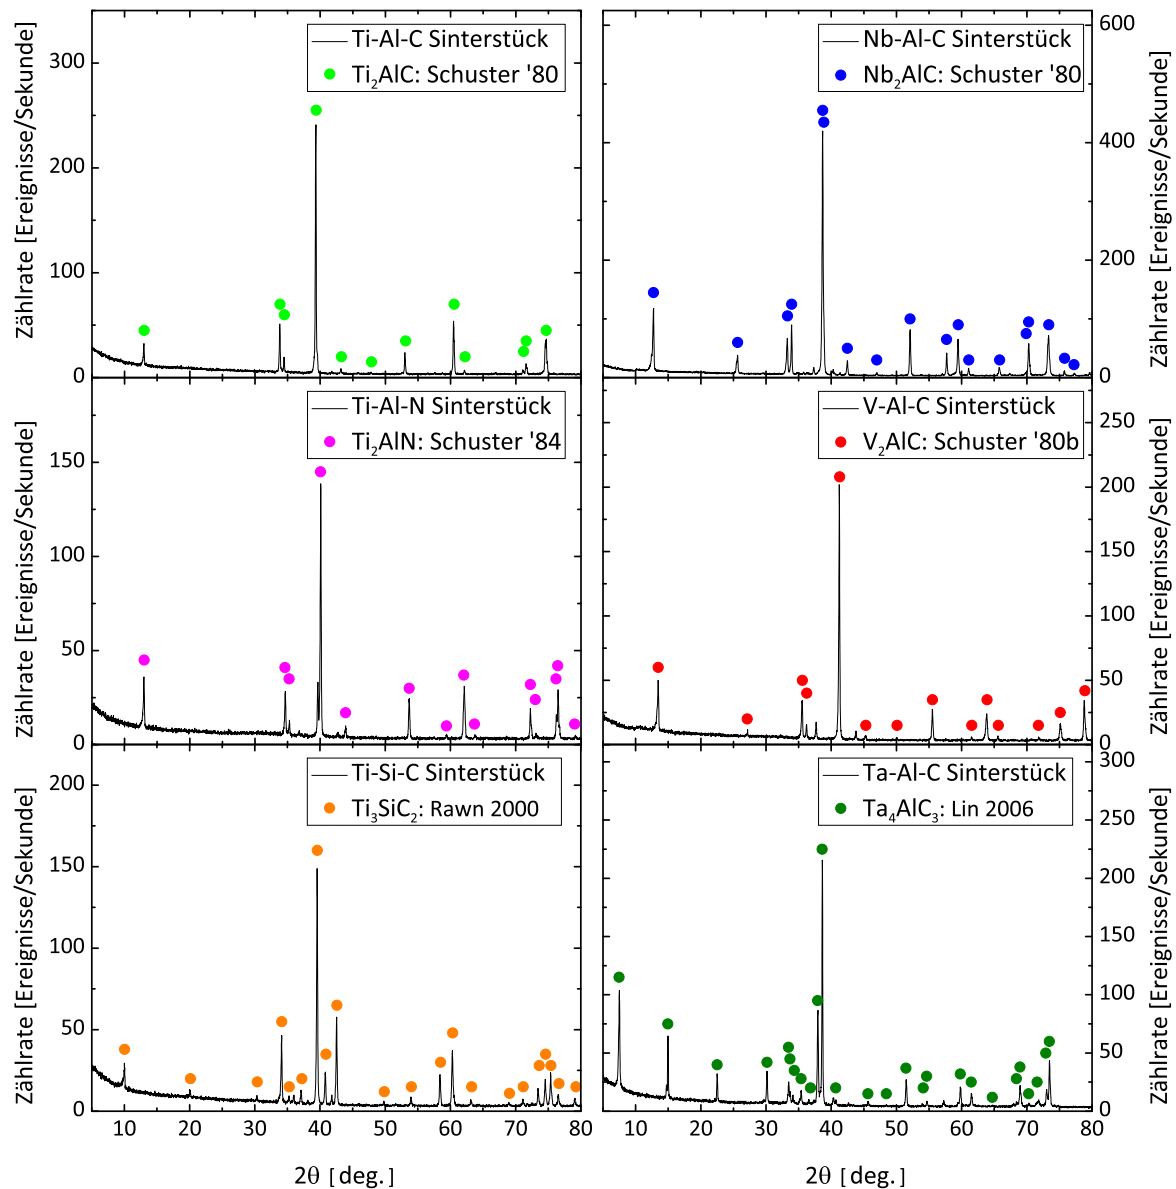 Ti-Al-C Sinterstück
Ti2AlC: Schuster '80
300
200
100
0
Zählrate [Ereignisse/Sekunde]
Nb-Al-C Sinterstück
Nb2AlC: Schuster '80
600
400
200
0
Zählrate [Ereignisse/Sekunde]
Ti-Al-N Sinterstück
Ti2AlN: Schuster '84
150
100
50
0
Zählrate [Ereignisse/Sekunde]
V-Al-C Sinterstück
V2AlC: Schuster '80b
250
200
150
100
50
0
Zählrate [Ereignisse/Sekunde]
Ti-Si-C Sinterstück
Ti3SiC2: Rawn 2000
200
150
100
50
0
Zählrate [Ereignisse/Sekunde]
10 20 30 40 50 60 70 80
2θ [deg.]
Ta-Al-C Sinterstück
Ta4AlC3: Lin 2006
300
250
200
150
100
50
0
Zählrate [Ereignisse/Sekunde]
10 20 30 40 50 60 70 80
2θ [deg.]